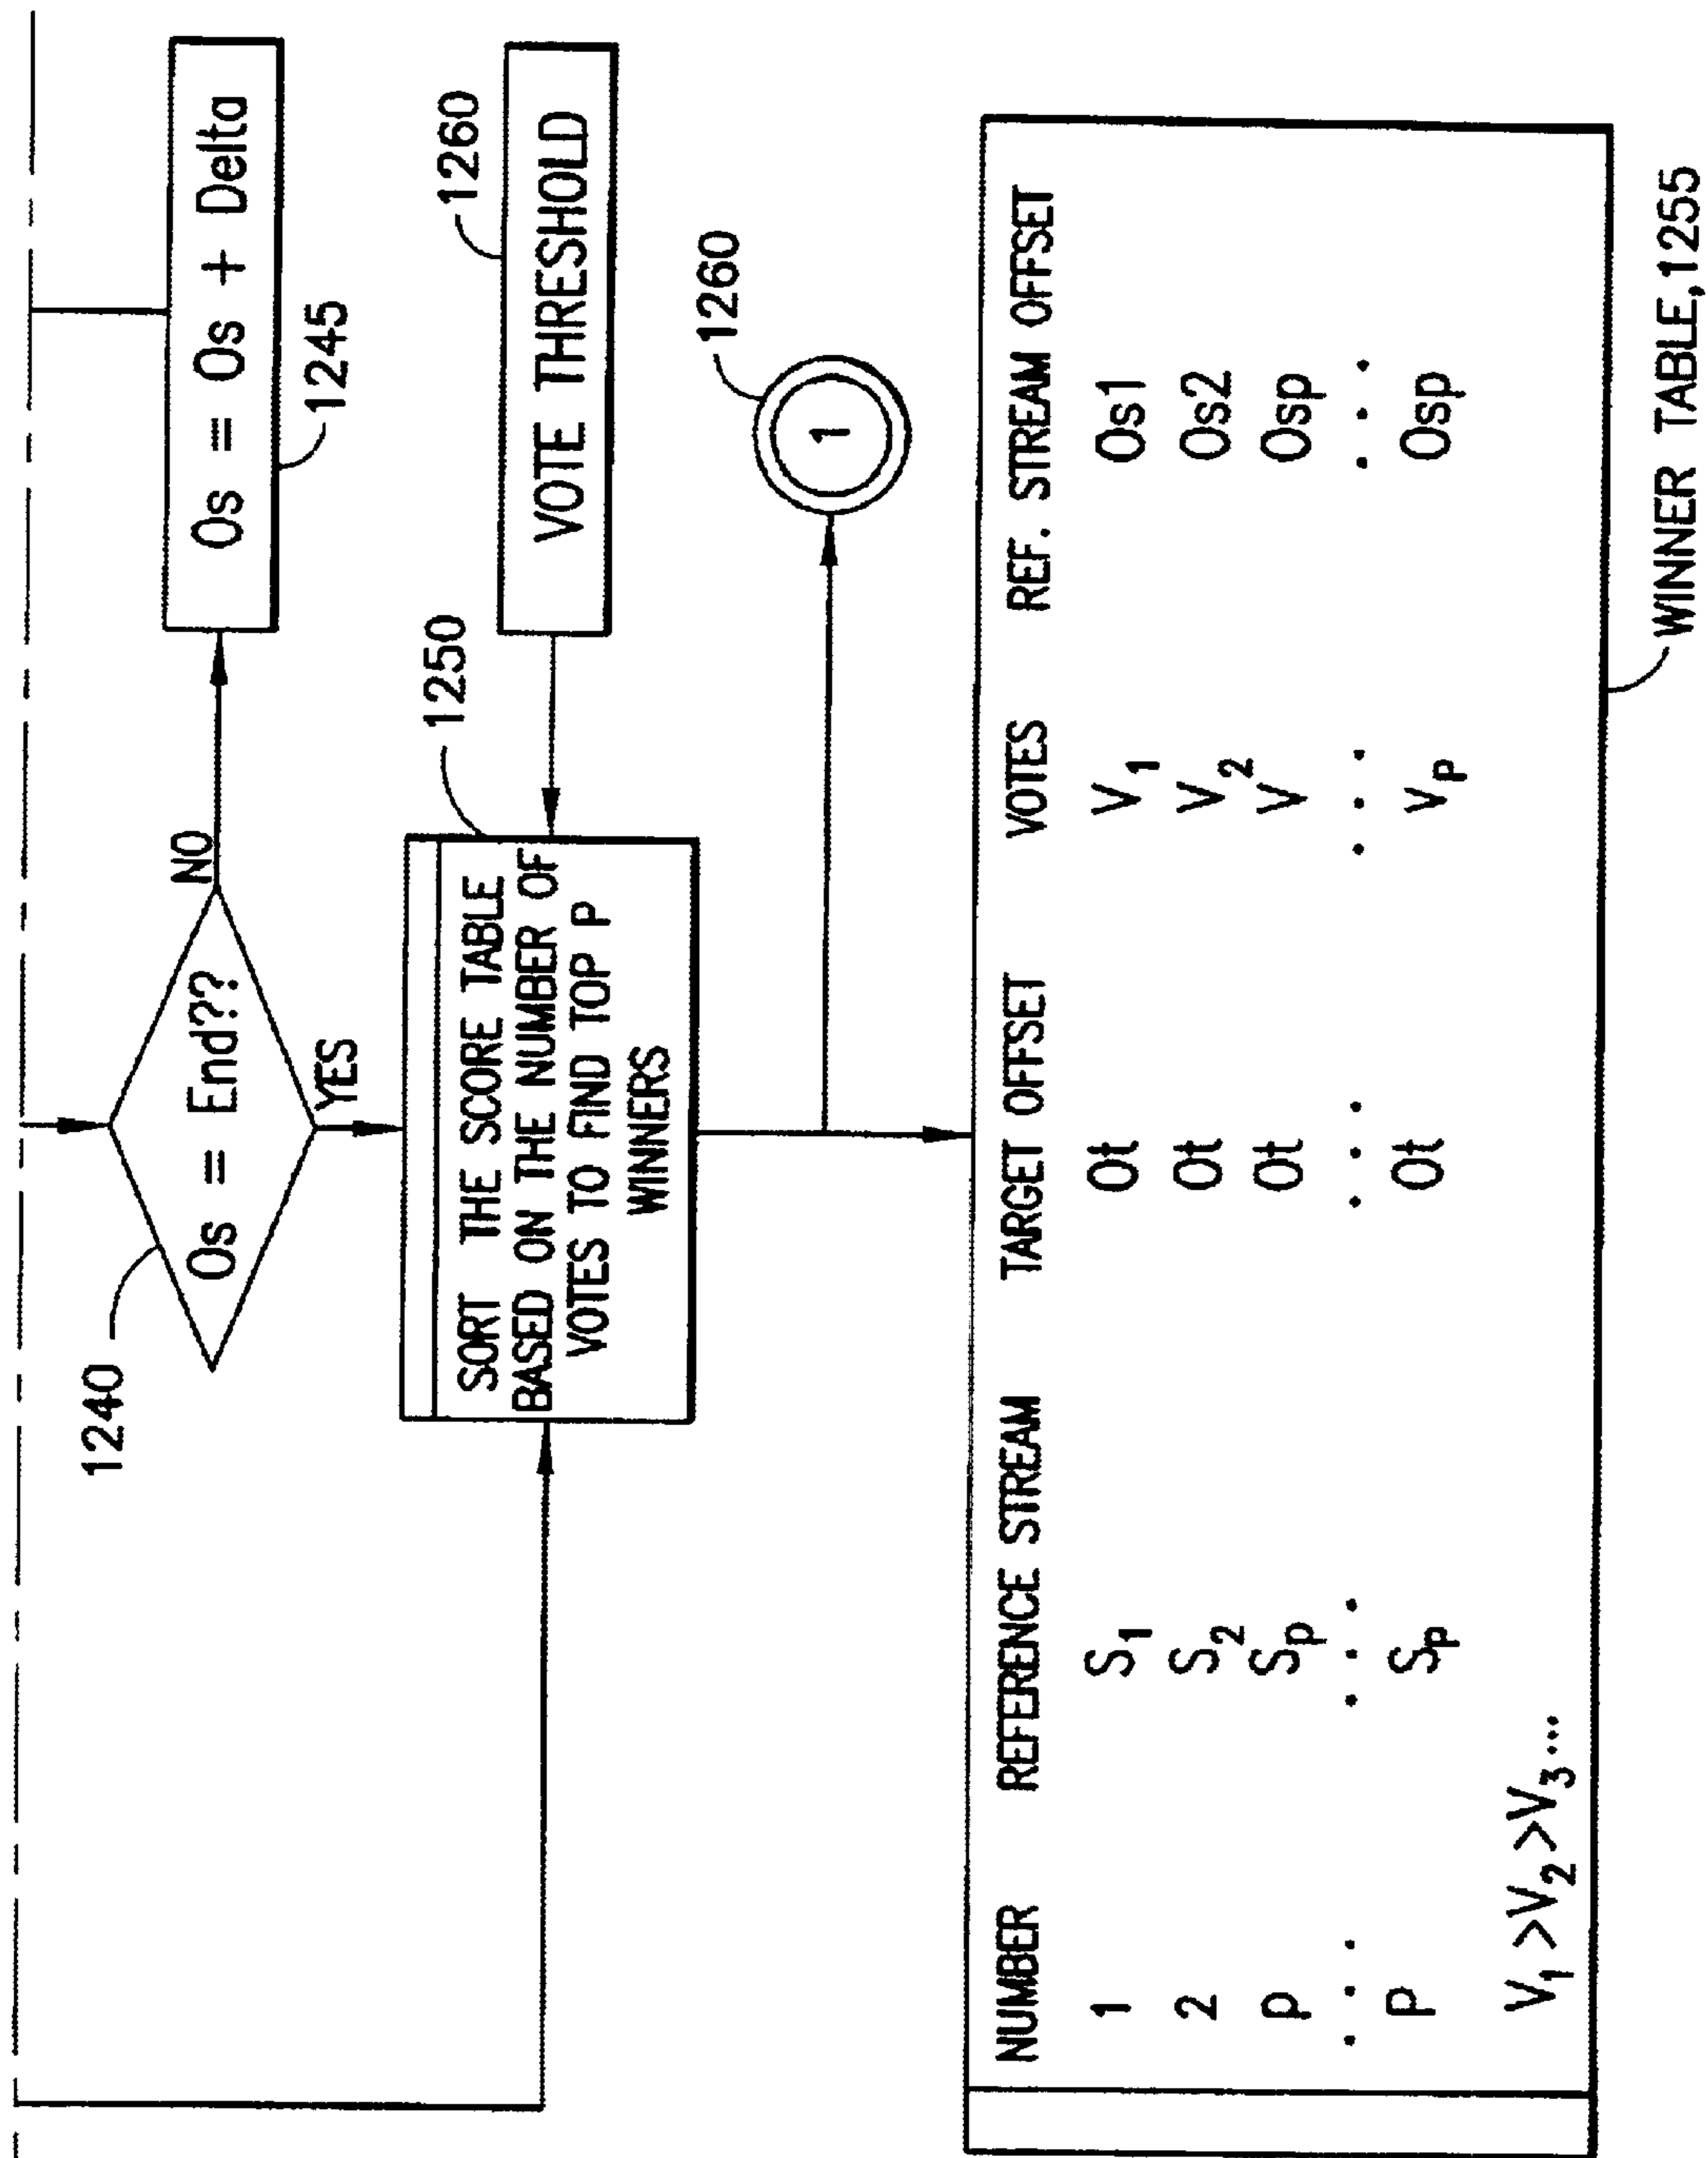 1240
Os = End??
NO
YES
Os = Os + Delta
1245
1250
SORT THE SCORE TABLE
BASED ON THE NUMBER OF
VOTES TO FIND TOP P
WINNERS
1260
VOTE THRESHOLD
1260
1
NUMBER REFERENCE STREAM TARGET OFFSET VOTES REF. STREAM OFFSET
1 S1 Ot V1 Os1
2 S2 Ot V2 Os2
p Sp Ot V Osp
. . . . . . . . . . . . . . .
P Sp Ot Vp Osp
V1 >V2 >V3...
WINNER TABLE,1255